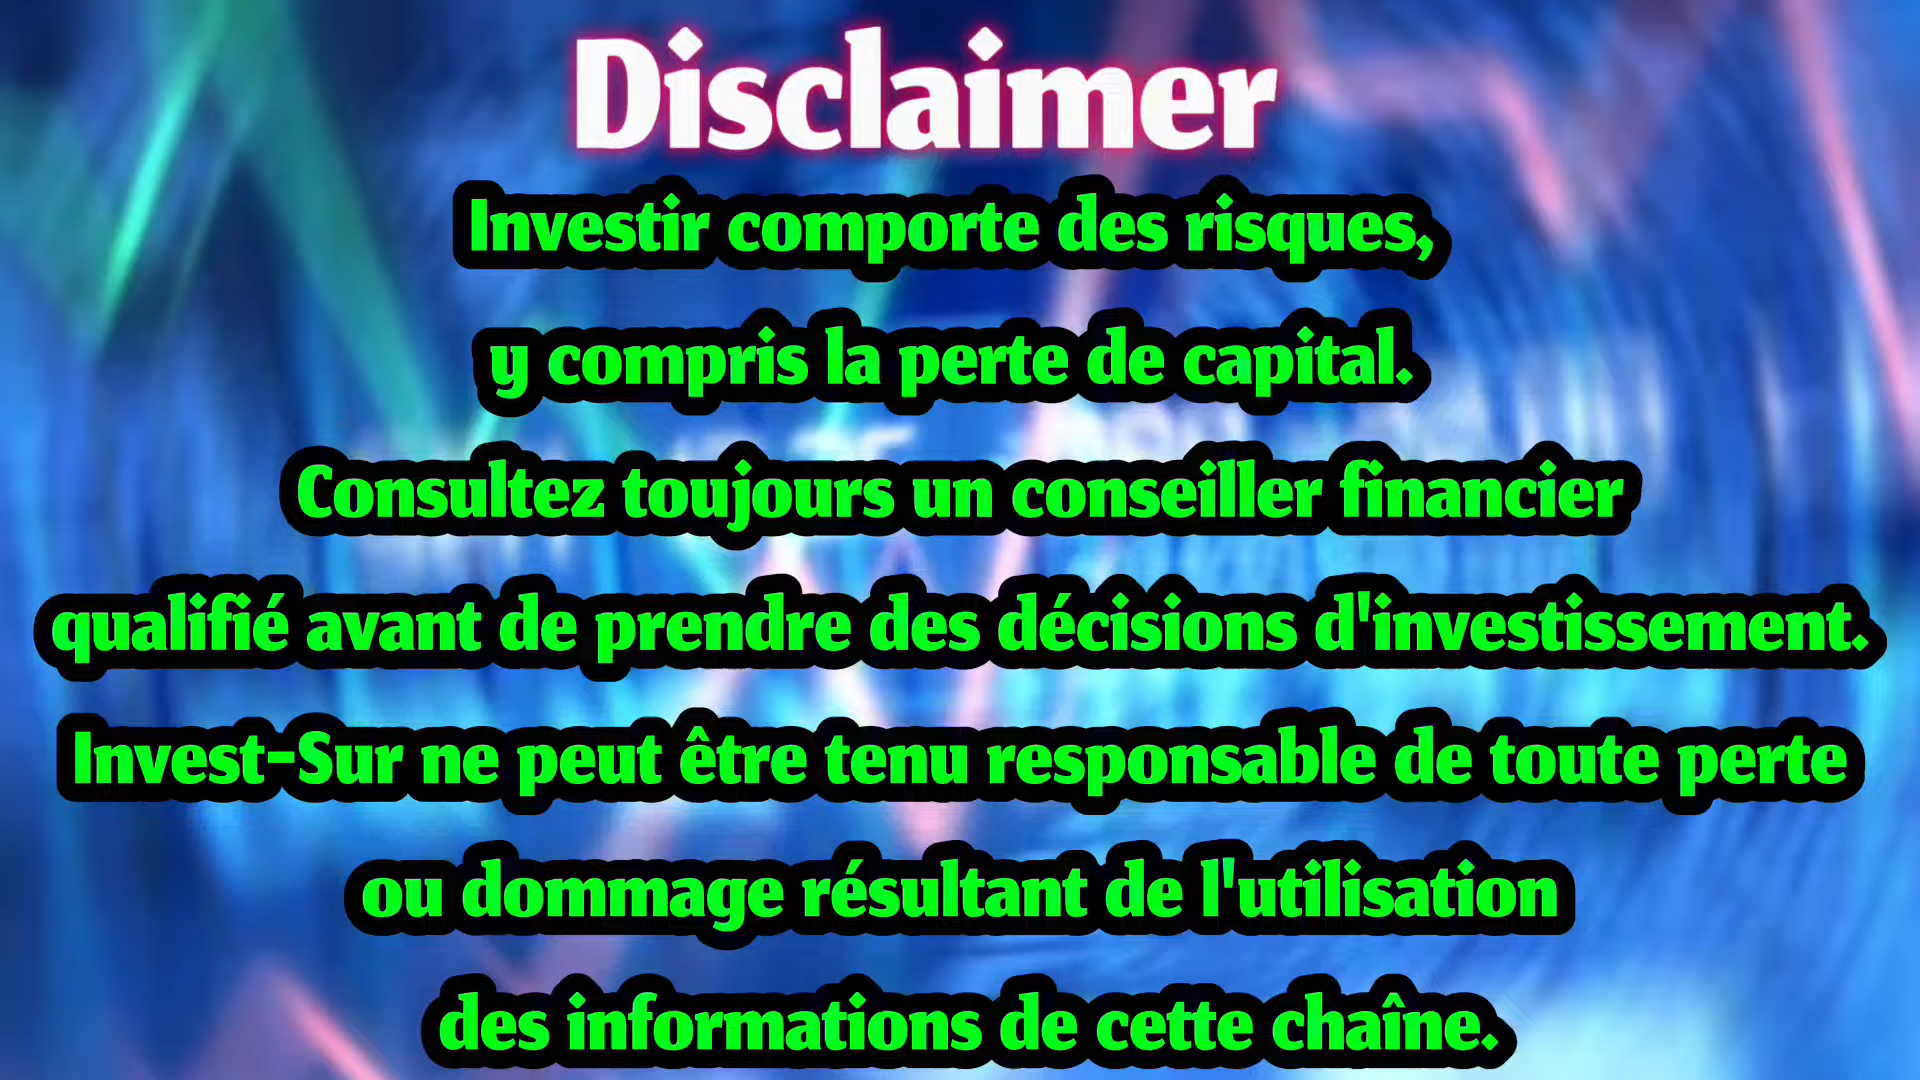 Disclaimer
Investir comporte des risques,
y compris la perte de capital.
Consultez toujours un conseiller financier
qualifié avant de prendre des décisions d'investissement.
Invest-Sur ne peut être tenu responsable de toute perte
ou dommage résultant de l'utilisation
des informations de cette chaîne.